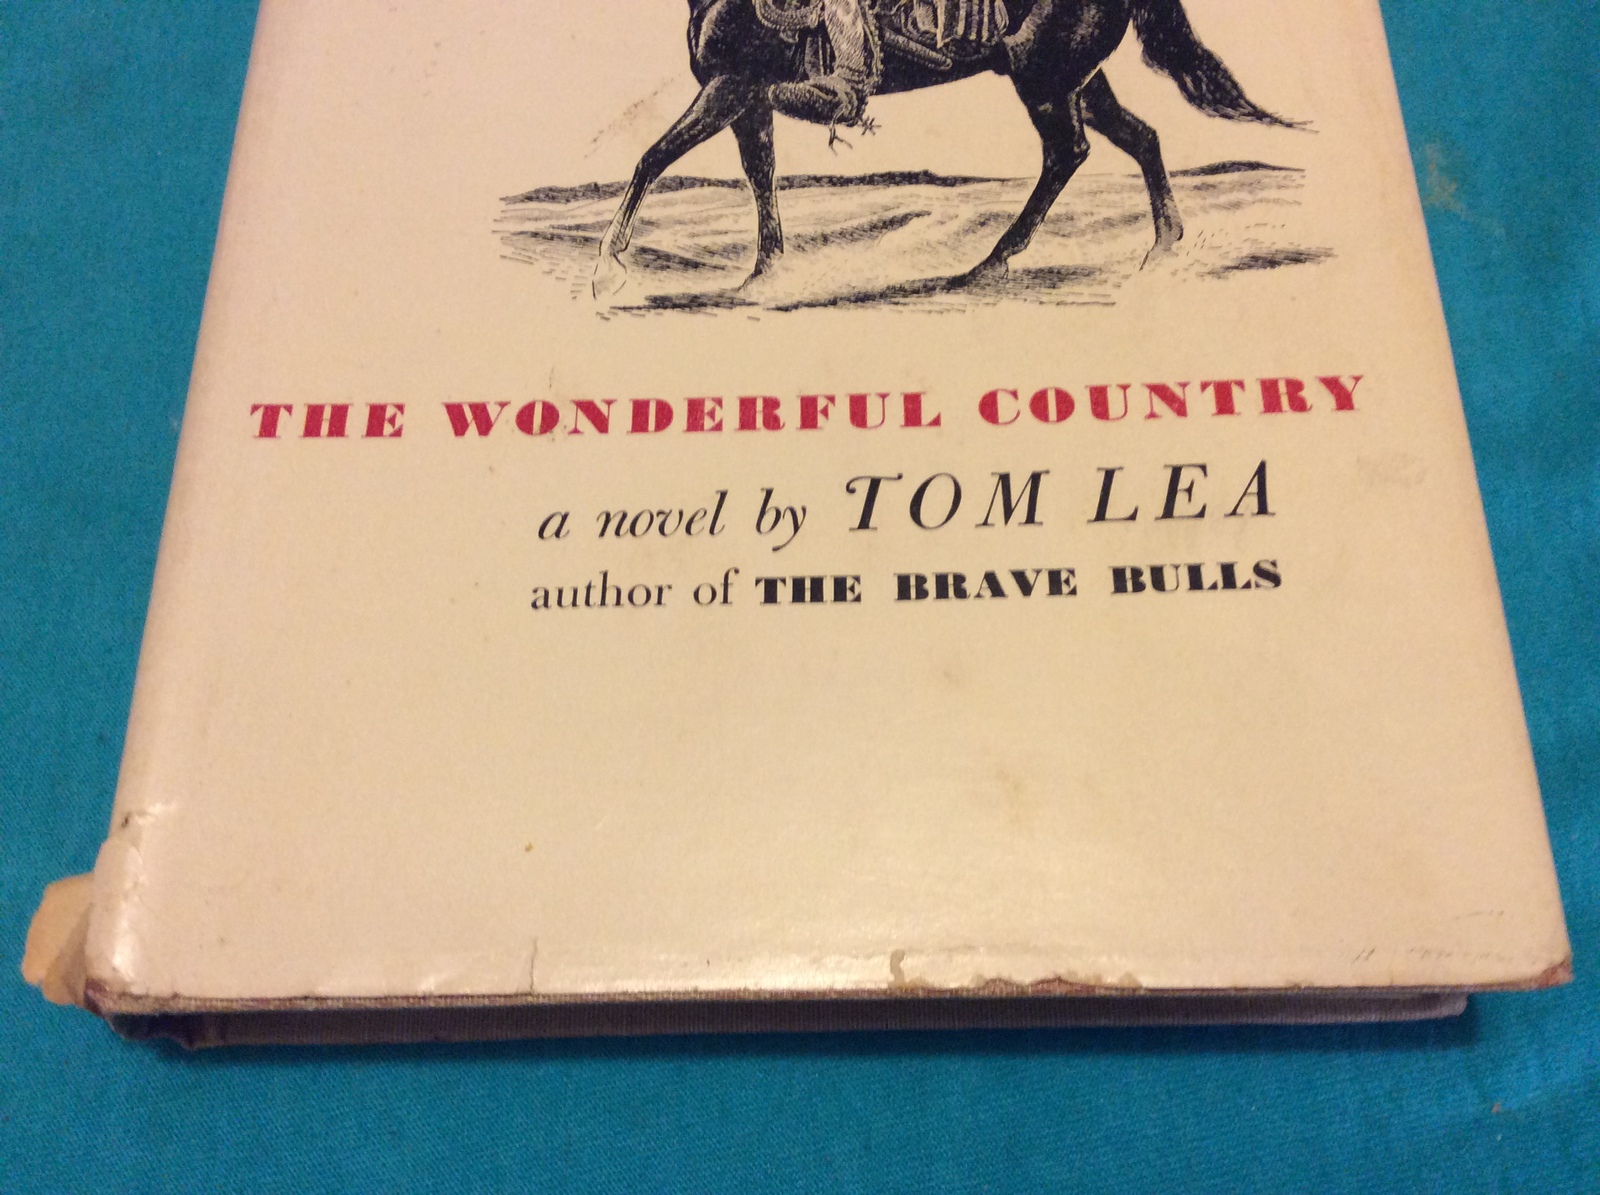 THE WONDERFUL COUNTRY
a novel by TOM LEA
author of THE BRAVE BULLS